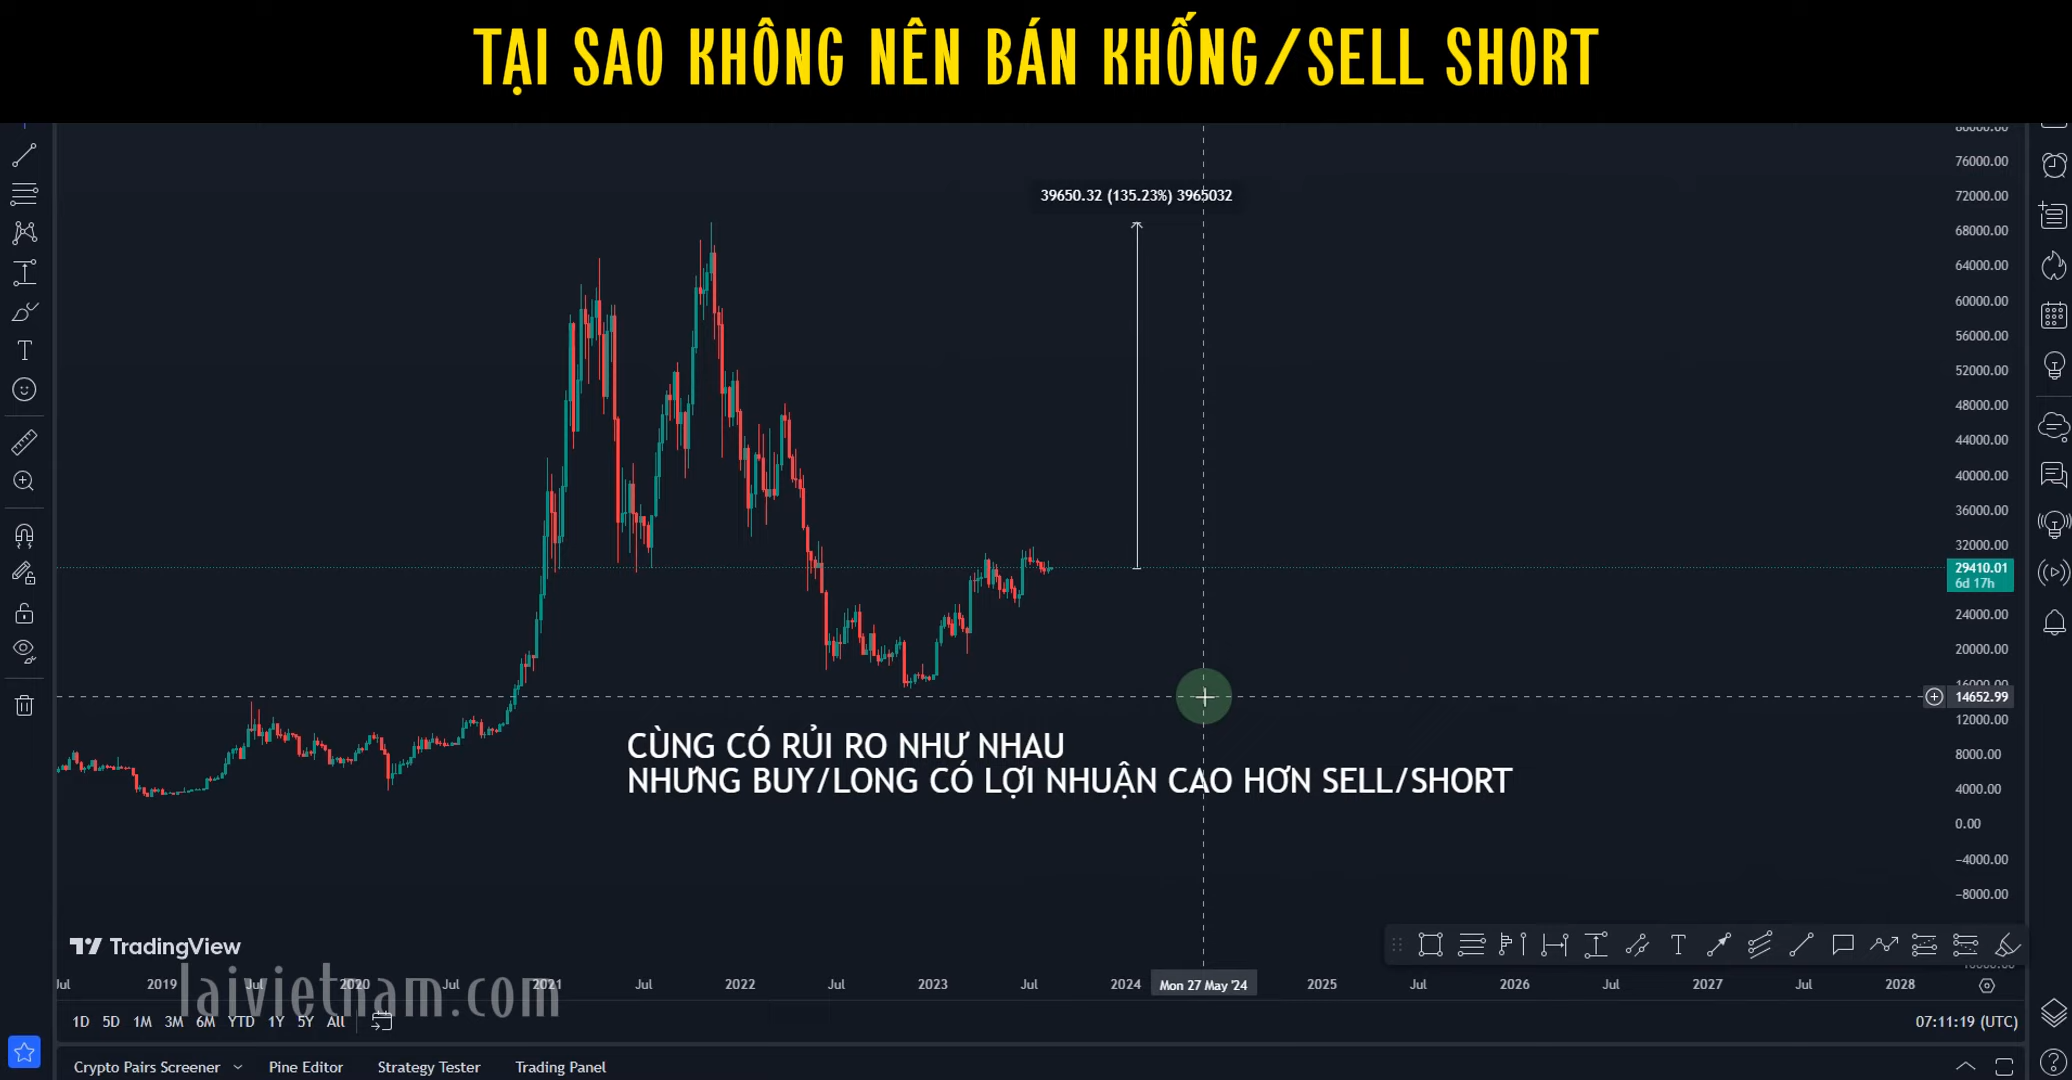 TẠI SAO KHÔNG NÊN BÁN KHỐNG/SELL SHORT
80000.00
76000.00
39650.32 (135.23%) 3965032
72000.00
68000.00
64000.00
60000.00
56000.00
52000.00
48000.00
44000.00
40000.00
36000.00
32000.00
29410.01
6d 17h
24000.00
20000.00
16000.00
14652.99
12000.00
CÙNG CÓ RỦI RO NHƯ NHAU
8000.00
NHƯNG BUY/LONG CÓ LỢI NHUẬN CAO HƠN SELL/SHORT
4000.00
0.00
−4000.00
−8000.00
TradingView
laivietnam.com
Jul 2019 Jul 2020 Jul 2021 Jul 2022 Jul 2023 Jul 2024 Mon 27 May '24 2025 Jul 2026 Jul 2027 Jul 2028
1D 5D 1M 3M 6M YTD 1Y 5Y All
07:11:19 (UTC)
Crypto Pairs Screener Pine Editor Strategy Tester Trading Panel